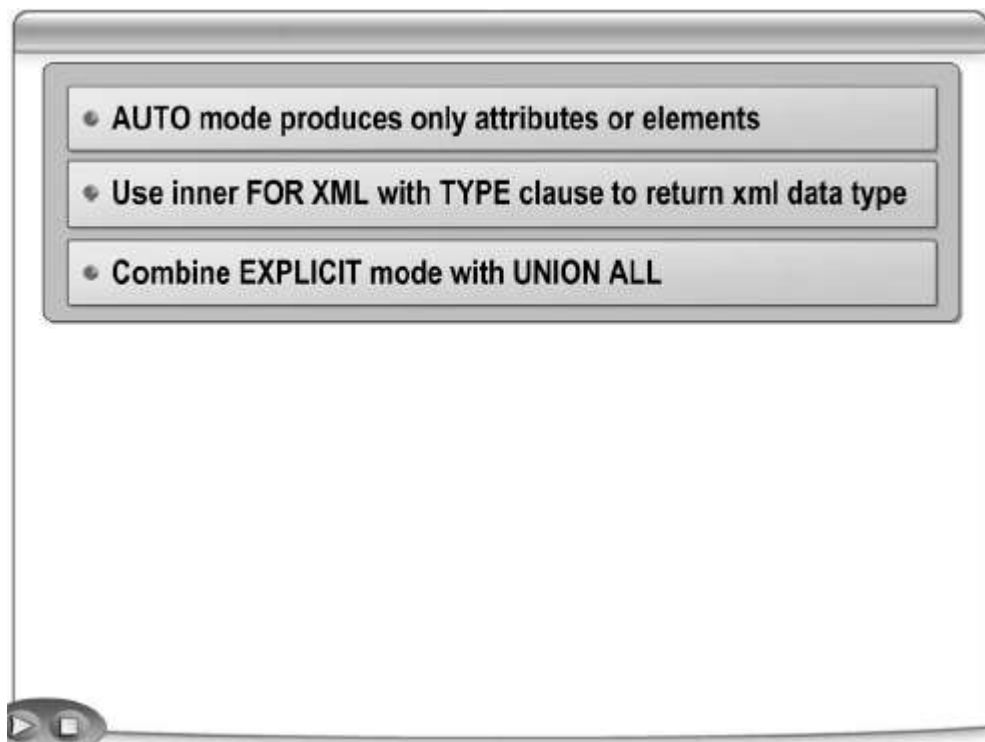 AUTO mode produces only attributes or elements
Use inner FOR XML with TYPE clause to return xml data type
Combine EXPLICIT mode with UNION ALL